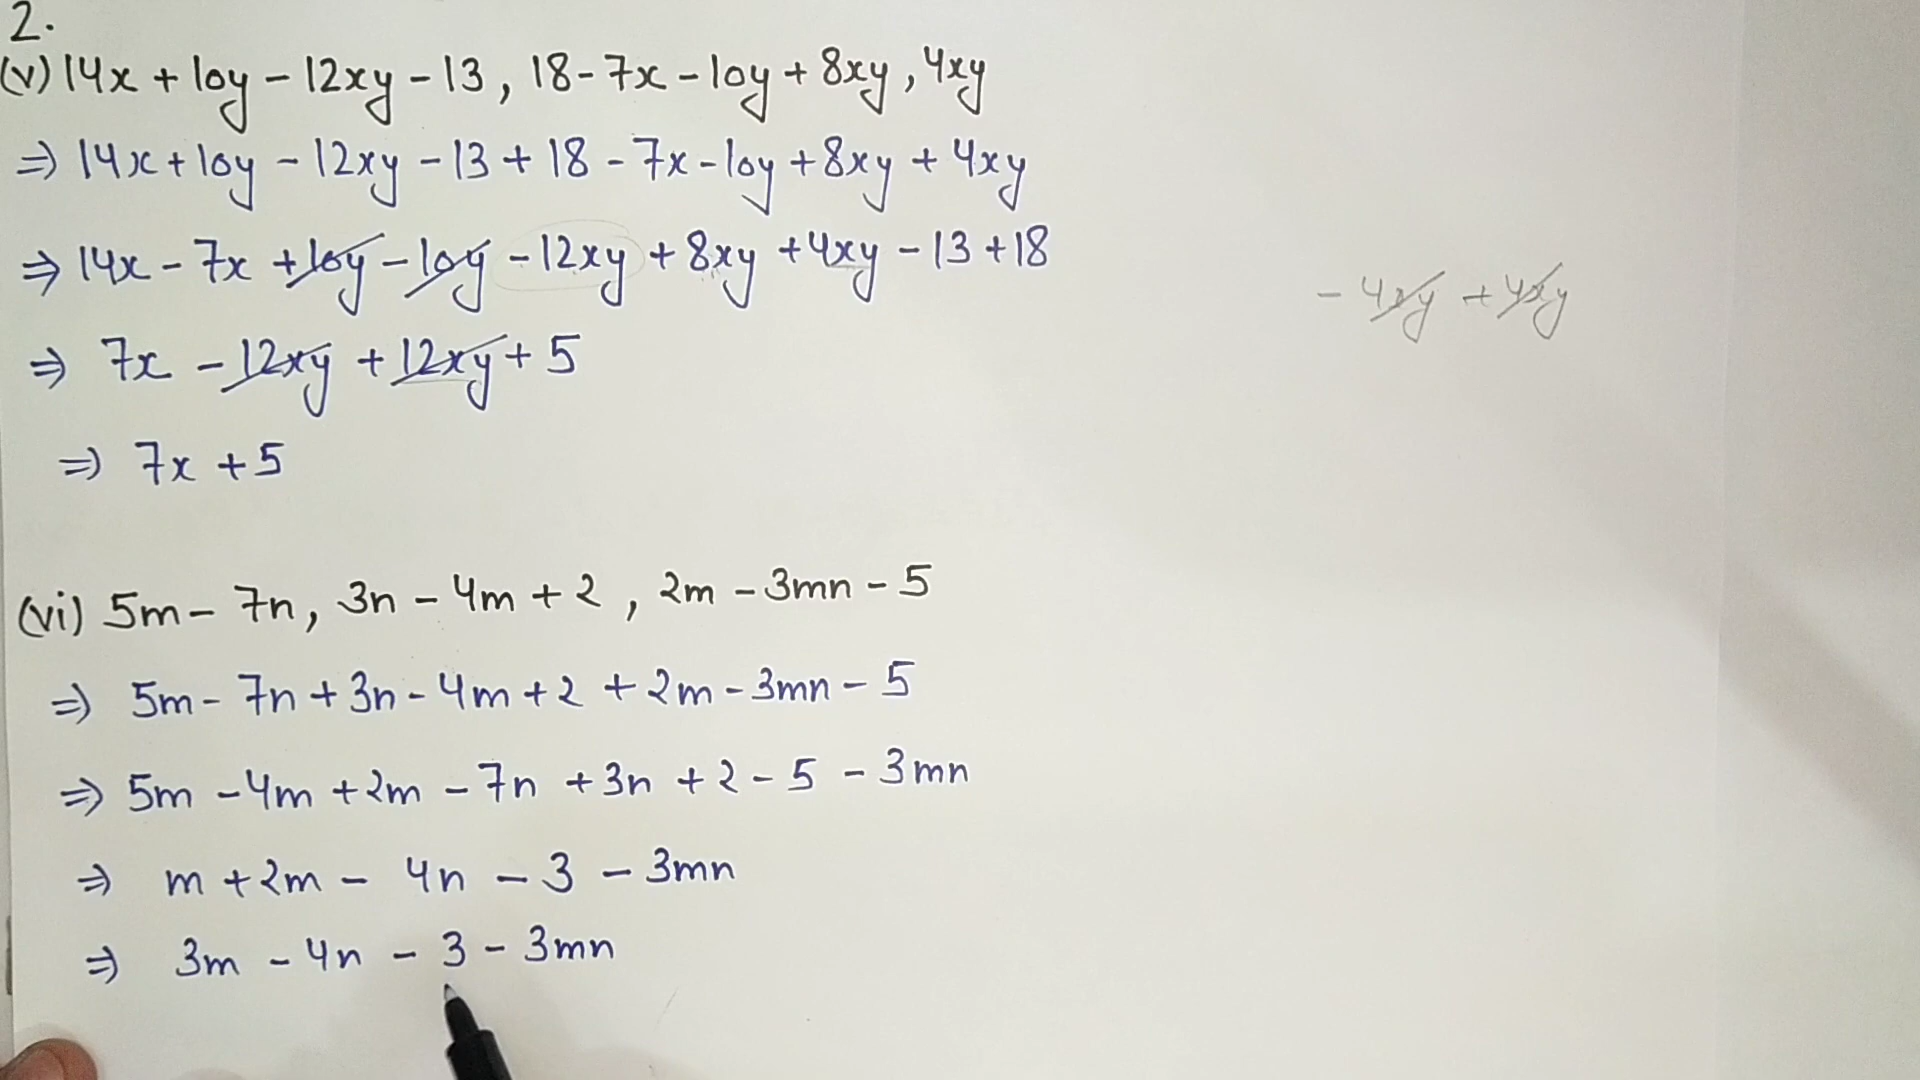 2.
(v) 14x + 10y - 12xy - 13, 18 - 7x - 10y + 8xy, 4xy
⇒ 14x + 10y - 12xy - 13 + 18 - 7x - 10y + 8xy + 4xy
⇒ 14x - 7x + 10y - 10y - 12xy + 8xy + 4xy - 13 + 18
- 4xy + 4xy
⇒ 7x - 12xy + 12xy + 5
⇒ 7x + 5
(vi) 5m - 7n, 3n - 4m + 2, 2m - 3mn - 5
⇒ 5m - 7n + 3n - 4m + 2 + 2m - 3mn - 5
⇒ 5m - 4m + 2m - 7n + 3n + 2 - 5 - 3mn
⇒ m + 2m - 4n - 3 - 3mn
⇒ 3m - 4n - 3 - 3mn